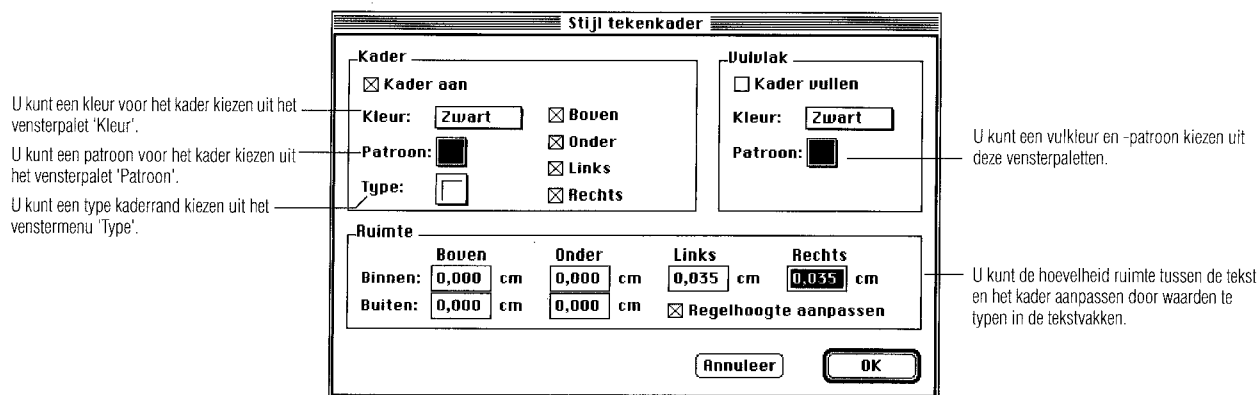 Stijl tekenkader
Kader
Kader aan
Kleur: Zwart
Patroon:
Type:
Boven
Onder
Links
Rechts
Vulvlak
Kader vullen
Kleur: Zwart
Patroon:
Ruimte
Boven Onder Links Rechts
Binnen: 0,000 cm 0,000 cm 0,035 cm 0,035 cm
Buiten: 0,000 cm 0,000 cm Regelhoogte aanpassen
Annuleer OK
U kunt een kleur voor het kader kiezen uit het
vensterpalet 'Kleur'.
U kunt een patroon voor het kader kiezen uit
het vensterpalet 'Patroon'.
U kunt een type kaderrand kiezen uit het
venstermenu 'Type'.
U kunt een vulkleur en -patroon kiezen uit
deze vensterpaletten.
U kunt de hoevelheid ruimte tussen de tekst
en het kader aanpassen door waarden te
typen in de tekstvakken.